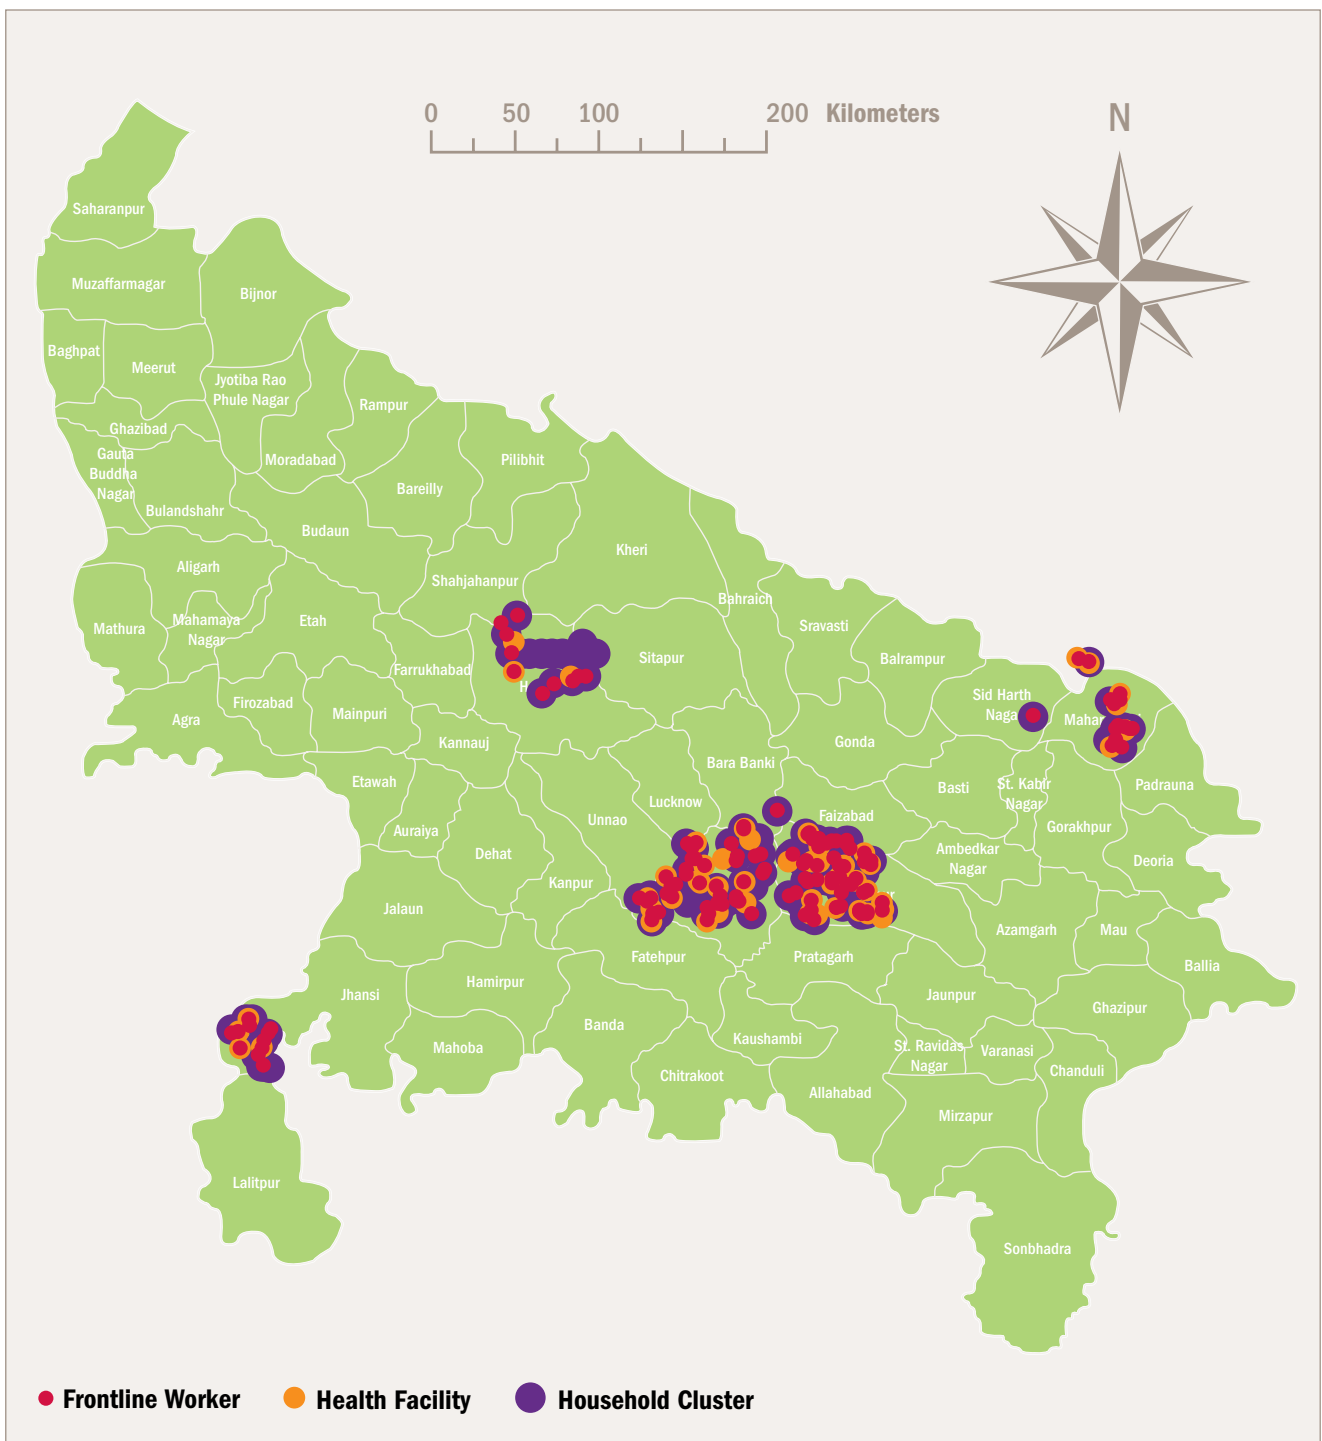 0 50 100 200 Kilometers
N
Saharanpur
Muzaffarmagar
Bijnor
Baghpat
Meerut
Jyotiba Rao
Phule Nagar
Rampur
Ghazibad
Moradabad
Pilibhit
Gauta
Buddha
Nagar
Bareilly
Bulandshahr
Budaun
Kheri
Aligarh
Shahjahanpur
Bahraich
Mathura
Mahamaya
Nagar
Etah
Sravasti
Farrukhabad
Sitapur
Balrampur
H
Agra
Firozabad
Mainpuri
Sid Harth
Naga
Mahar
Kannauj
Gonda
Bara Banki
Etawah
Basti
St. Kabir
Nagar
Padrauna
Lucknow
Unnao
Faizabad
Gorakhpur
Auraiya
Dehat
Ambedkar
Nagar
Deoria
Kanpur
ur
Jalaun
Azamgarh
Mau
Fatehpur
Pratagarh
Ballia
Hamirpur
Jhansi
Jaunpur
Ghazipur
Banda
Kaushambi
Mahoba
St. Ravidas
Nagar
Varanasi
Chitrakoot
Chanduli
Allahabad
Mirzapur
Lalitpur
Sonbhadra
Frontline Worker Health Facility Household Cluster